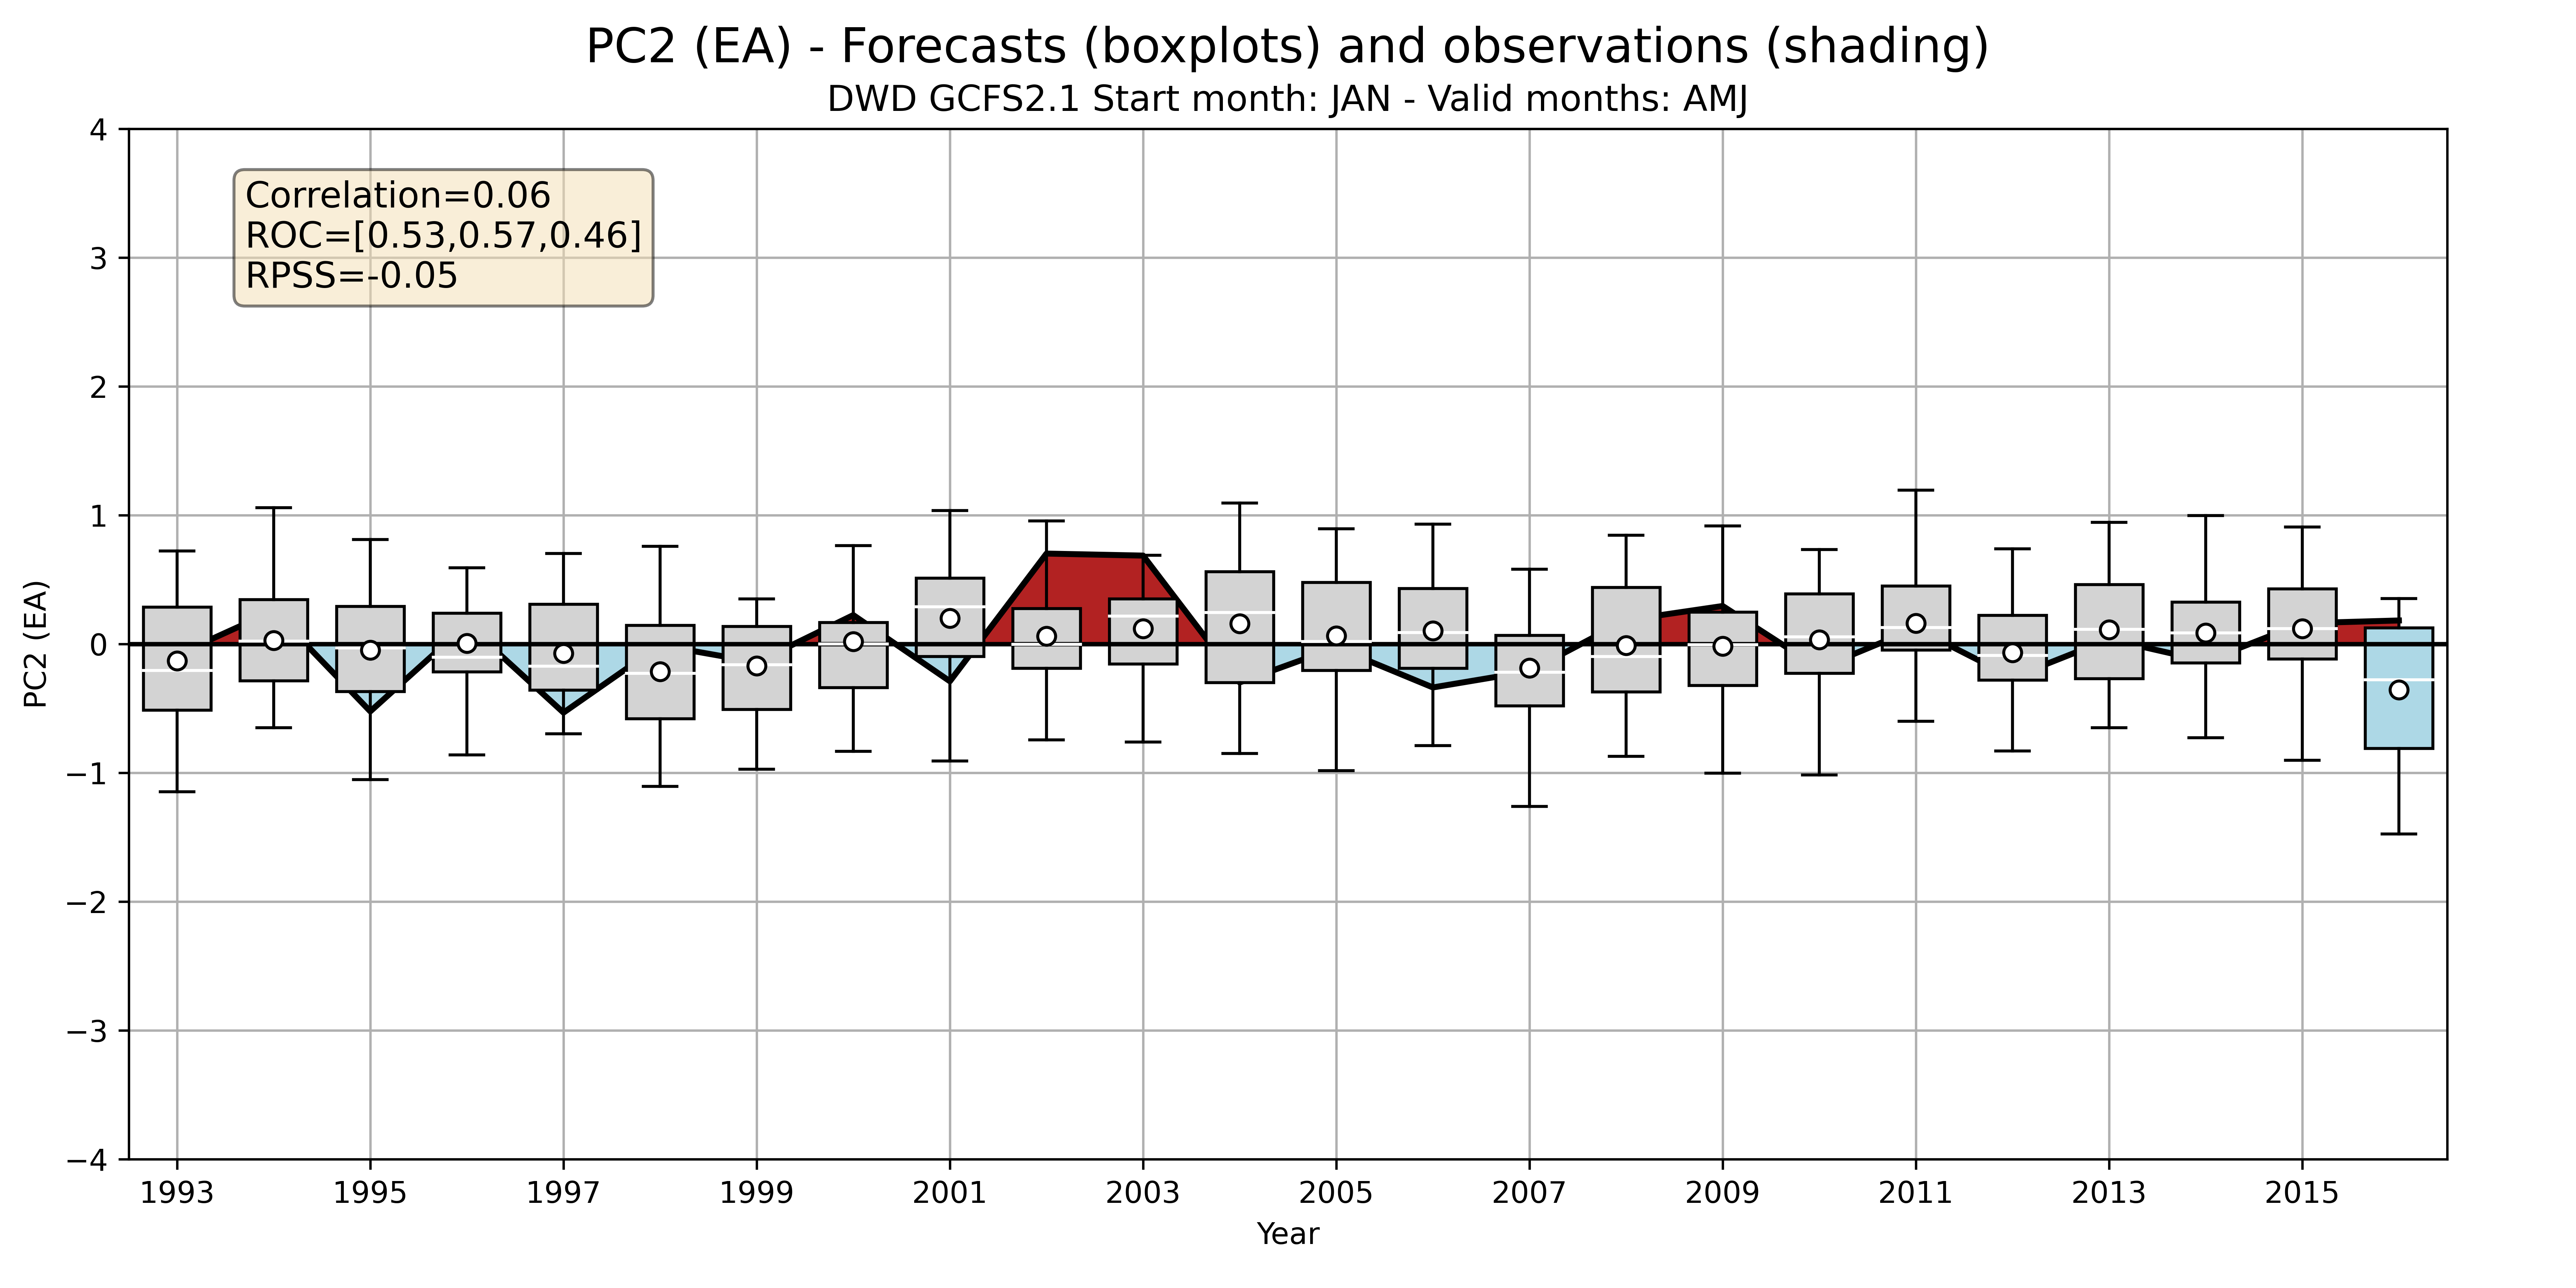 PC2 (EA) - Forecasts (boxplots) and observations (shading)
DWD GCFS2.1 Start month: JAN - Valid months: AMJ
Correlation=0.06
ROC=[0.53,0.57,0.46]
RPSS=-0.05
PC2 (EA)
4
3
2
1
0
−1
−2
−3
−4
1993 1995 1997 1999 2001 2003 2005 2007 2009 2011 2013 2015
Year